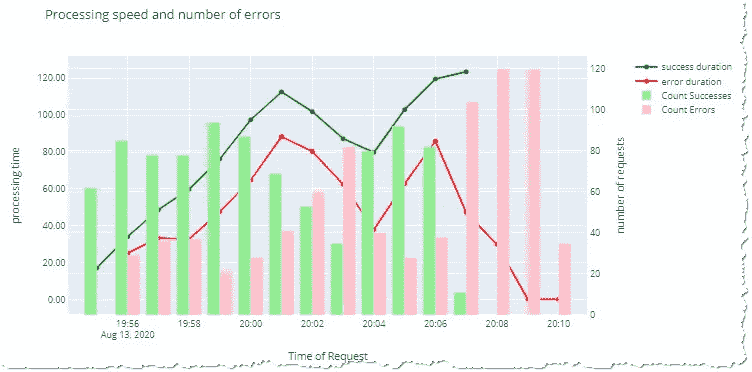 Processing speed and number of errors
120.00
100.00
80.00
60.00
40.00
20.00
0.00
processing time
120
100
80
60
40
20
0
number of requests
success duration
error duration
Count Successes
Count Errors
19:56 19:58 20:00 20:02 20:04 20:06 20:08 20:10
Aug 13, 2020
Time of Request